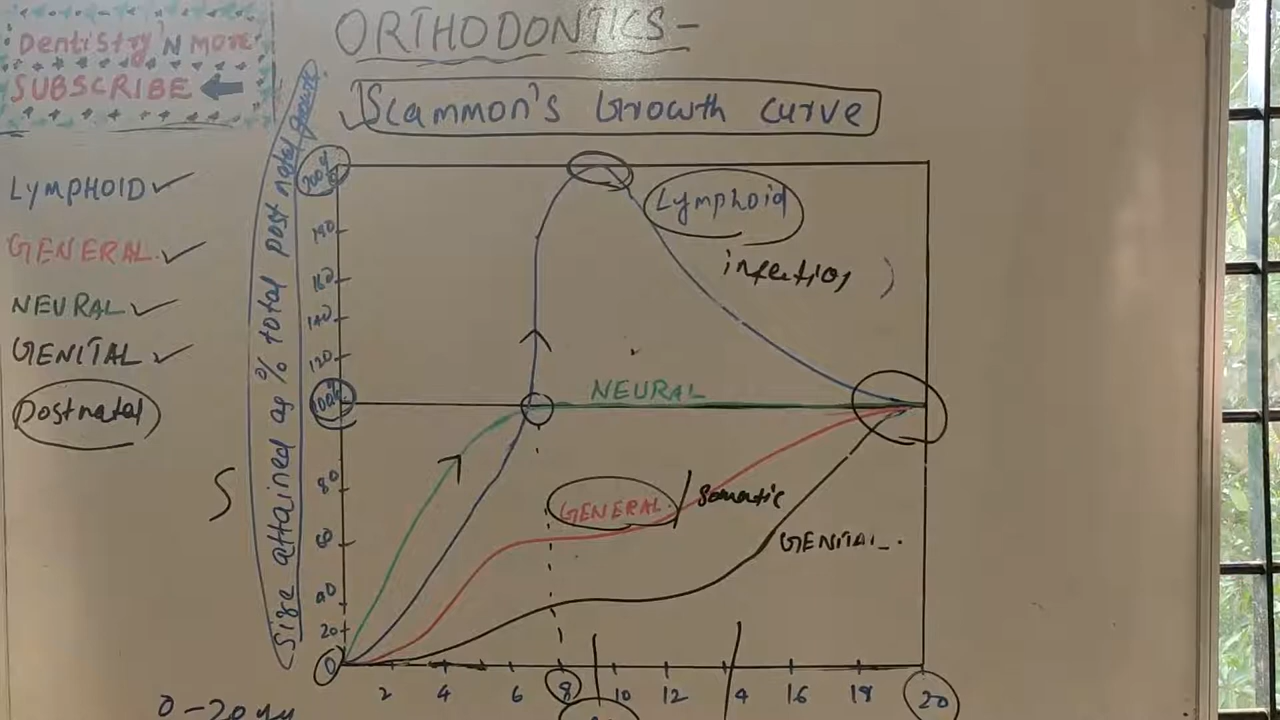 Dentistry'N more
SUBSCRIBE
ORTHODONTICS-
Scammon's Growth curve
LYMPHOID
GENERAL
NEURAL
GENITAL
Postnatal
Size attained as % total post natal growth
200%
180
160
140
120
100%
80
60
40
20
0
Lymphoid
infection
NEURAL
GENERAL / Somatic
GENITAL
S
2 4 6 8 10 12 14 16 18 20
0-20